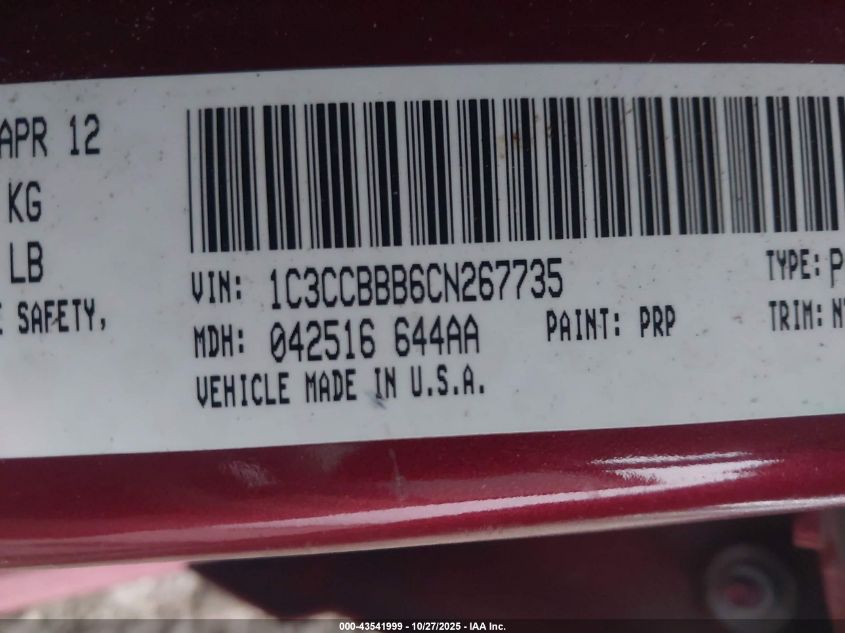 APR 12
KG
LB
E SAFETY,
VIN: 1C3CCBBB6CN267735
TYPE: P
MDH: 042516 644AA
PAINT: PRP
TRIM:
VEHICLE MADE IN U.S.A.
000-43541999 - 10/27/2025 - IAA Inc.